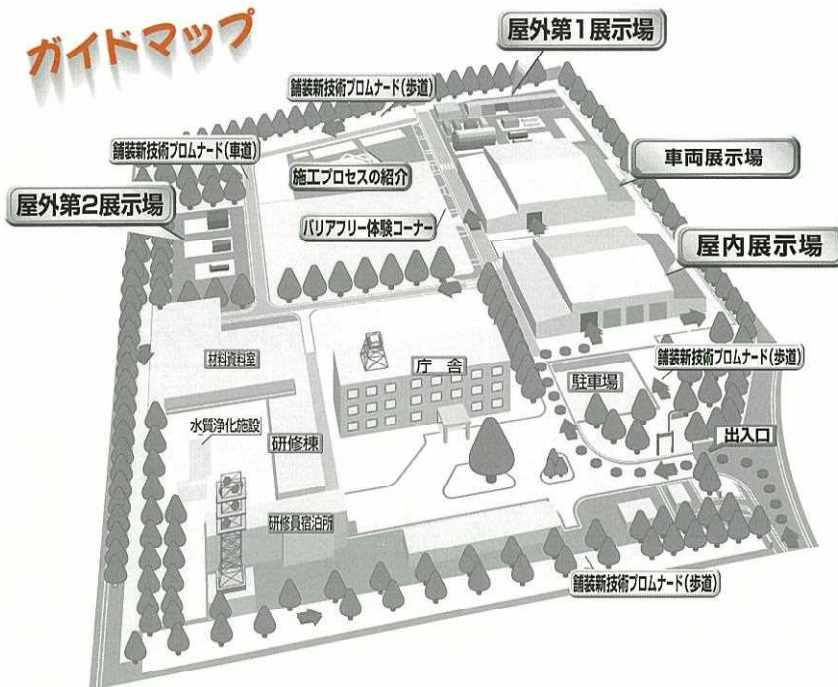 ガイドマップ
屋外第1展示場
舗装新技術プロムナード(歩道)
舗装新技術プロムナード(車道)
施工プロセスの紹介
車両展示場
屋外第2展示場
バリアフリー体験コーナー
屋内展示場
材料資料室
庁舎
駐車場
舗装新技術プロムナード(歩道)
水質浄化施設
研修棟
出入口
研修員宿泊所
舗装新技術プロムナード(歩道)